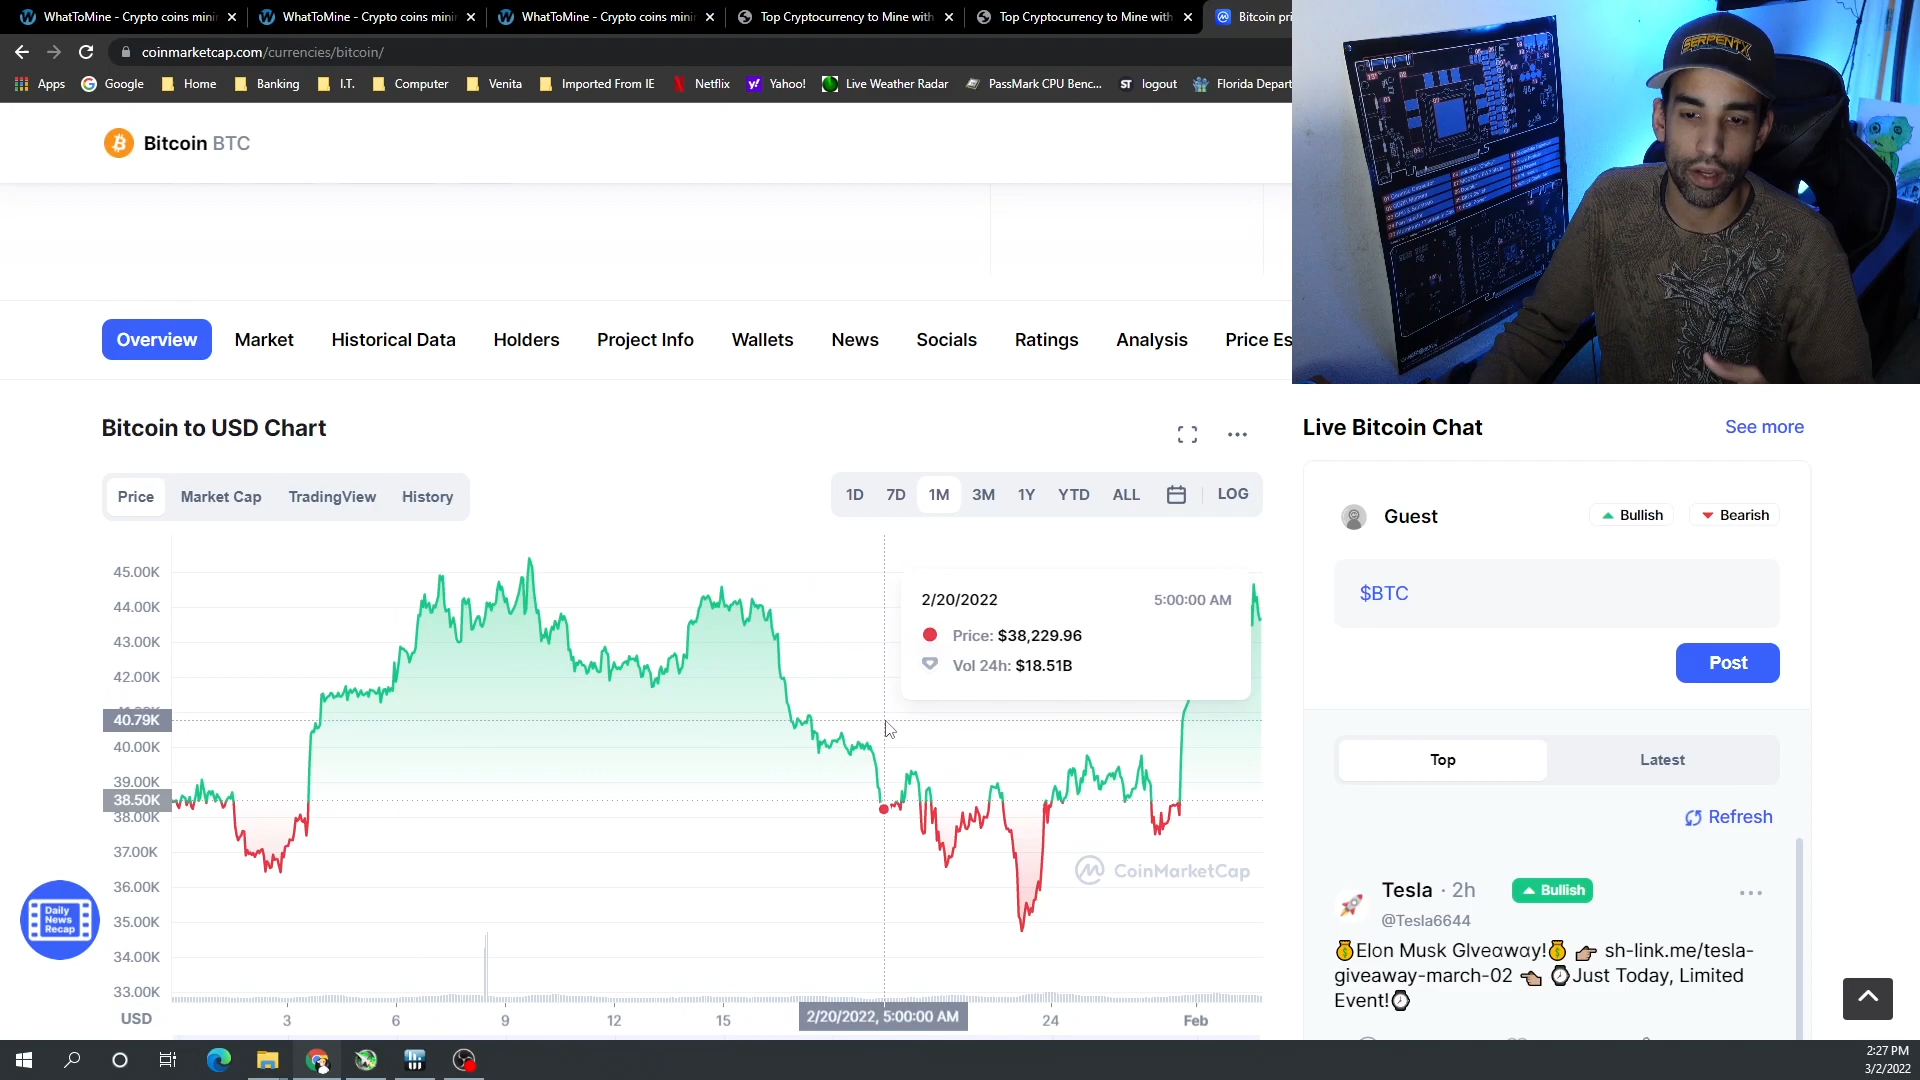 WhatToMine - Crypto coins mini
WhatToMine - Crypto coins mini
WhatToMine - Crypto coins mini
Top Cryptocurrency to Mine with
Top Cryptocurrency to Mine with
Bitcoin pri
coinmarketcap.com/currencies/bitcoin/
Apps
Google
Home
Banking
I.T.
Computer
Venita
Imported From IE
Netflix
Yahoo!
Live Weather Radar
PassMark CPU Benc...
ST logout
Florida Depart
SERPENTX
Bitcoin BTC
Overview
Market
Historical Data
Holders
Project Info
Wallets
News
Socials
Ratings
Analysis
Price Es
Bitcoin to USD Chart
Price
Market Cap
TradingView
History
1D
7D
1M
3M
1Y
YTD
ALL
LOG
45.00K
44.00K
43.00K
42.00K
40.79K
40.00K
39.00K
38.50K
38.00K
37.00K
36.00K
35.00K
34.00K
33.00K
USD
2/20/2022 5:00:00 AM
Price: $38,229.96
Vol 24h: $18.51B
CoinMarketCap
3
6
9
12
15
2/20/2022, 5:00:00 AM
24
Feb
Daily
News
Recap
Live Bitcoin Chat
See more
Guest
Bullish
Bearish
$BTC
Post
Top
Latest
Refresh
Tesla · 2h
Bullish
@Tesla6644
💰Elon Musk GIveαwαy!💰 👉 sh-link.me/tesla-
giveaway-march-02 👈 ⌚Just Today, Limited
Event!⌚
2:27 PM
3/2/2022